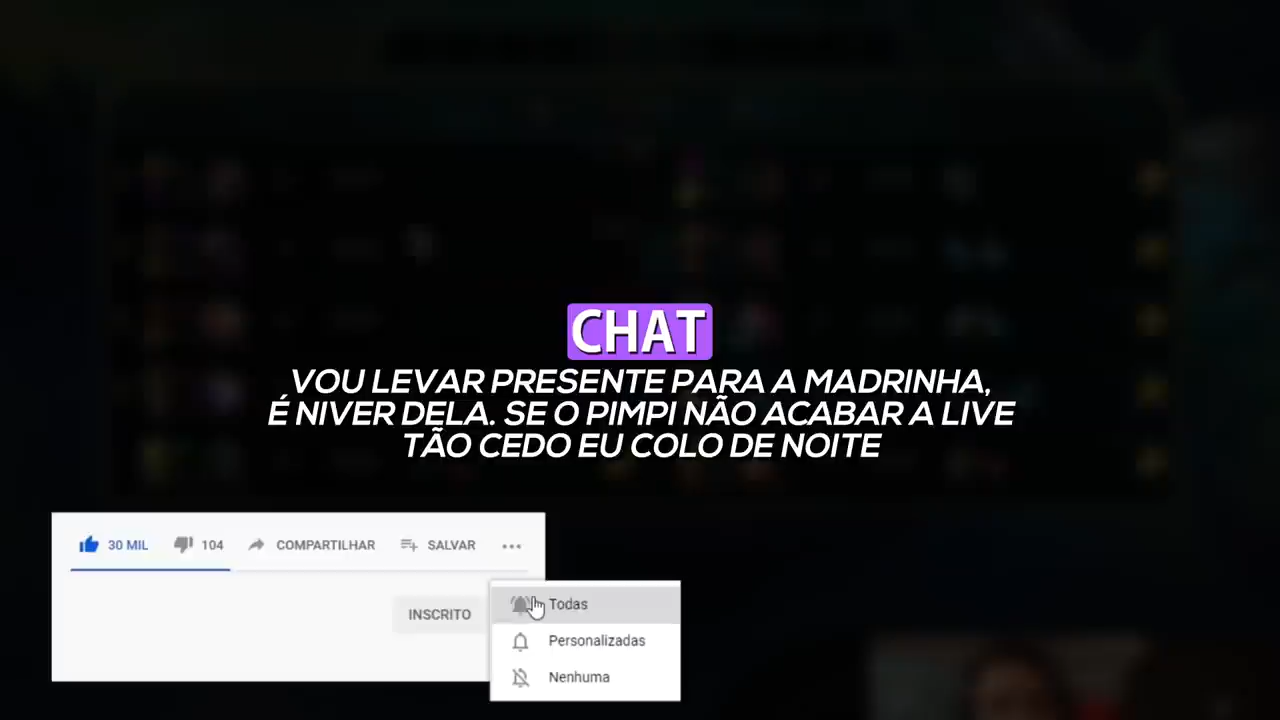 CHAT
VOU LEVAR PRESENTE PARA A MADRINHA,
É NIVER DELA. SE O PIMPI NÃO ACABAR A LIVE
TÃO CEDO EU COLO DE NOITE
30 MIL 104 COMPARTILHAR SALVAR
INSCRITO
Todas
Personalizadas
Nenhuma